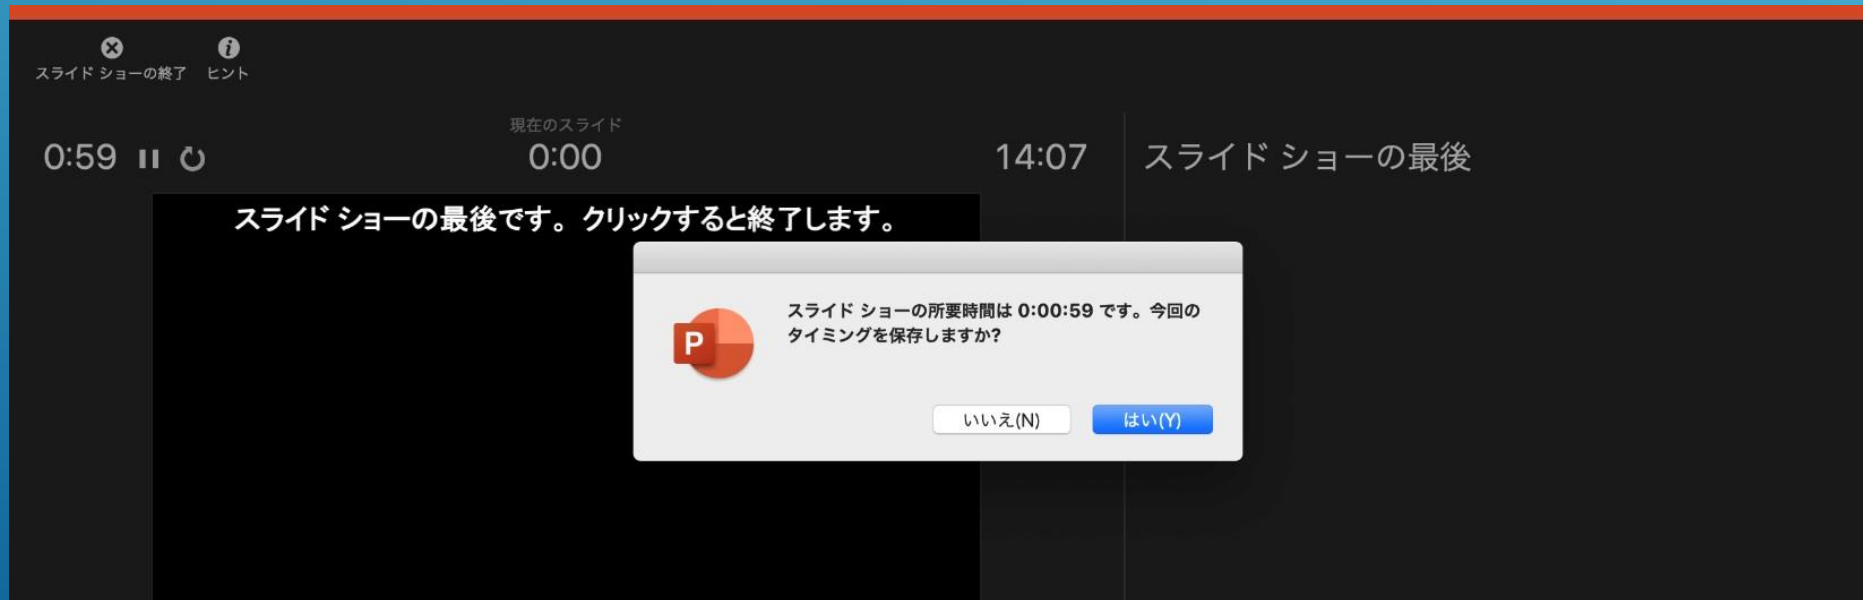 スライド ショーの終了 ヒント
現在のスライド
0:59 0:00 14:07 スライド ショーの最後
スライド ショーの最後です。クリックすると終了します。
スライド ショーの所要時間は 0:00:59 です。今回の
タイミングを保存しますか?
P
いいえ(N) はい(Y)